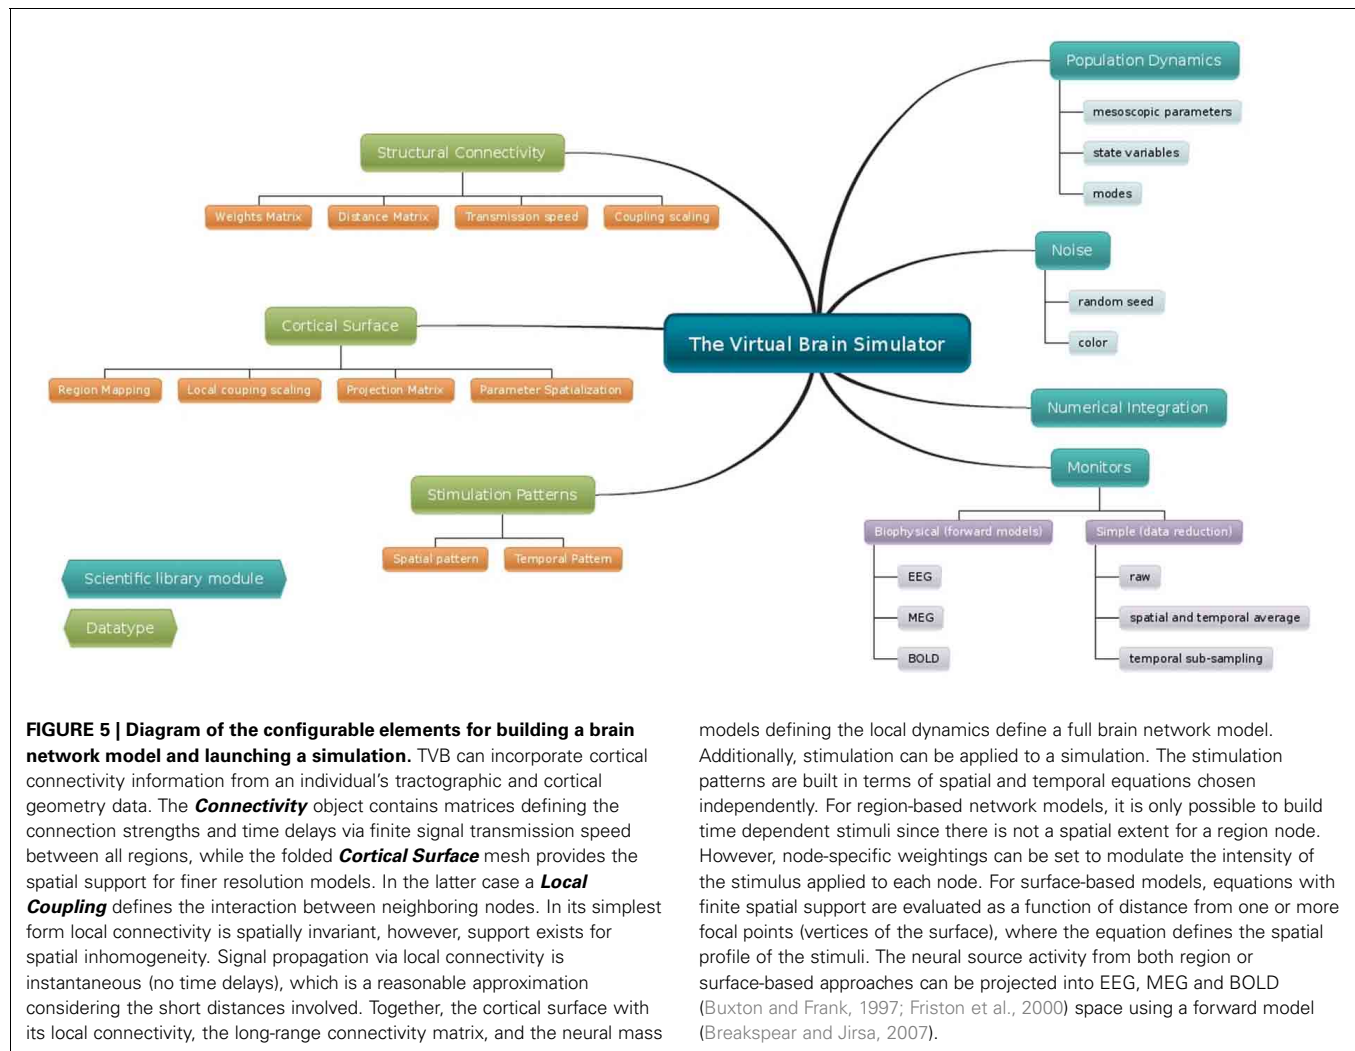 Population Dynamics
mesoscopic parameters
state variables
modes
Structural Connectivity
Weights Matrix
Distance Matrix
Transmission speed
Coupling scaling
Noise
random seed
color
Cortical Surface
Region Mapping
Local couping scaling
Projection Matrix
Parameter Spatialization
The Virtual Brain Simulator
Numerical Integration
Monitors
Biophysical (forward models)
EEG
MEG
BOLD
Simple (data reduction)
raw
spatial and temporal average
temporal sub-sampling
Stimulation Patterns
Spatial pattern
Temporal Pattern
Scientific library module
Datatype
FIGURE 5 | Diagram of the configurable elements for building a brain
network model and launching a simulation. TVB can incorporate cortical
connectivity information from an individual's tractographic and cortical
geometry data. The Connectivity object contains matrices defining the
connection strengths and time delays via finite signal transmission speed
between all regions, while the folded Cortical Surface mesh provides the
spatial support for finer resolution models. In the latter case a Local
Coupling defines the interaction between neighboring nodes. In its simplest
form local connectivity is spatially invariant, however, support exists for
spatial inhomogeneity. Signal propagation via local connectivity is
instantaneous (no time delays), which is a reasonable approximation
considering the short distances involved. Together, the cortical surface with
its local connectivity, the long-range connectivity matrix, and the neural mass
models defining the local dynamics define a full brain network model.
Additionally, stimulation can be applied to a simulation. The stimulation
patterns are built in terms of spatial and temporal equations chosen
independently. For region-based network models, it is only possible to build
time dependent stimuli since there is not a spatial extent for a region node.
However, node-specific weightings can be set to modulate the intensity of
the stimulus applied to each node. For surface-based models, equations with
finite spatial support are evaluated as a function of distance from one or more
focal points (vertices of the surface), where the equation defines the spatial
profile of the stimuli. The neural source activity from both region or
surface-based approaches can be projected into EEG, MEG and BOLD
(Buxton and Frank, 1997; Friston et al., 2000) space using a forward model
(Breakspear and Jirsa, 2007).